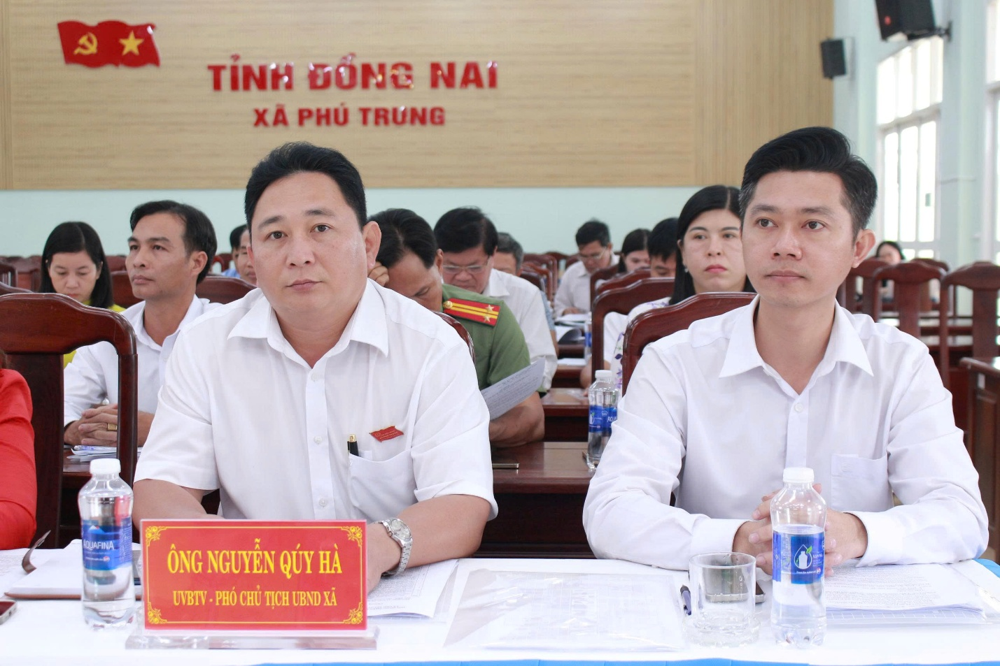 TỈNH ĐỒNG NAI
XÃ PHÚ TRUNG
ÔNG NGUYỄN QÚY HÀ
UVBTV - PHÓ CHỦ TỊCH UBND XÃ
AQUAFINA